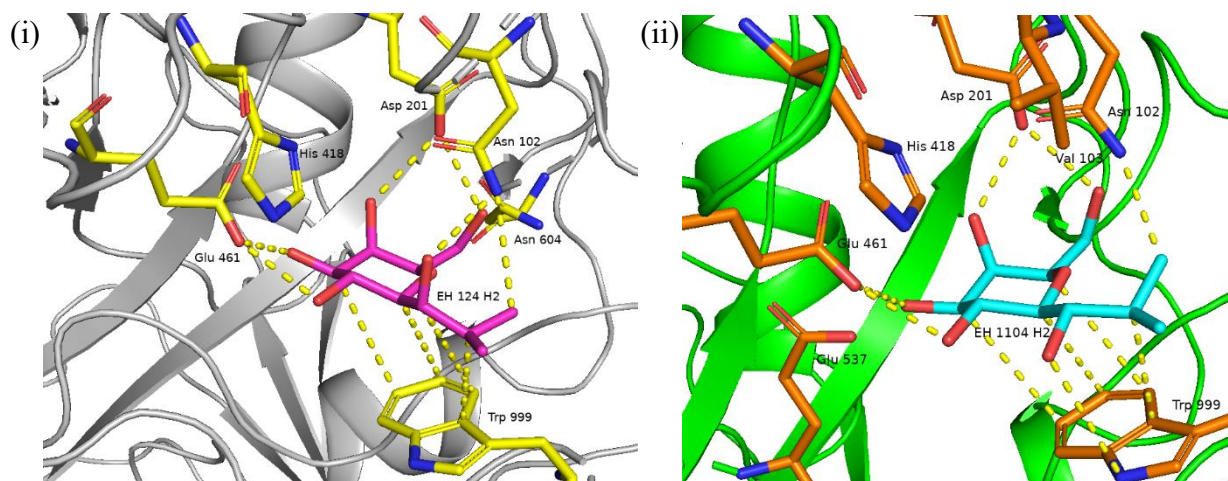 (i)
Asp 201
Asn 102
His 418
Asn 604
Glu 461
EH 124 H2
Trp 999
(ii)
Asp 201
Asn 102
His 418
Val 103
Glu 461
EH 1104 H2
Glu 537
Trp 999